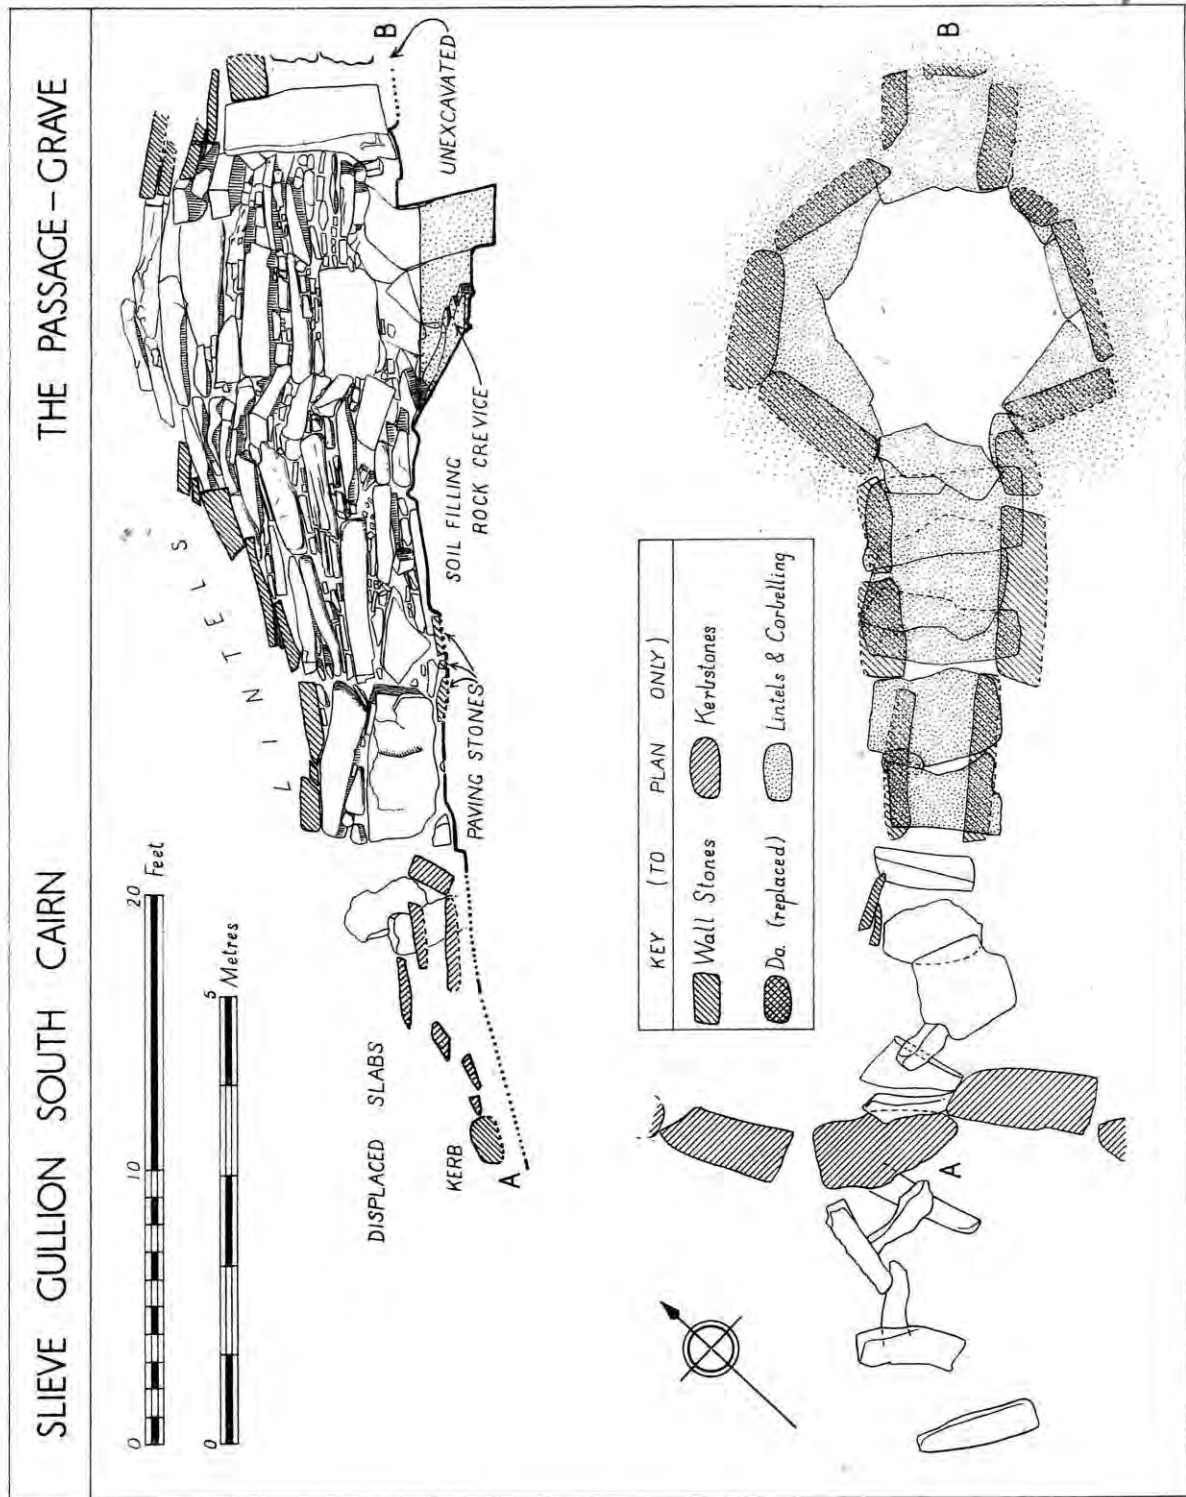 SLIEVE GULLION SOUTH CAIRN
THE PASSAGE – GRAVE
0 10 20
Feet
0 5
Metres
LINTELS
DISPLACED SLABS
KERB
A
PAVING STONES
SOIL FILLING
ROCK CREVICE
UNEXCAVATED
B
KEY (TO PLAN ONLY)
Wall Stones
Kerbstones
Do. (replaced)
Lintels & Corbelling
A
B